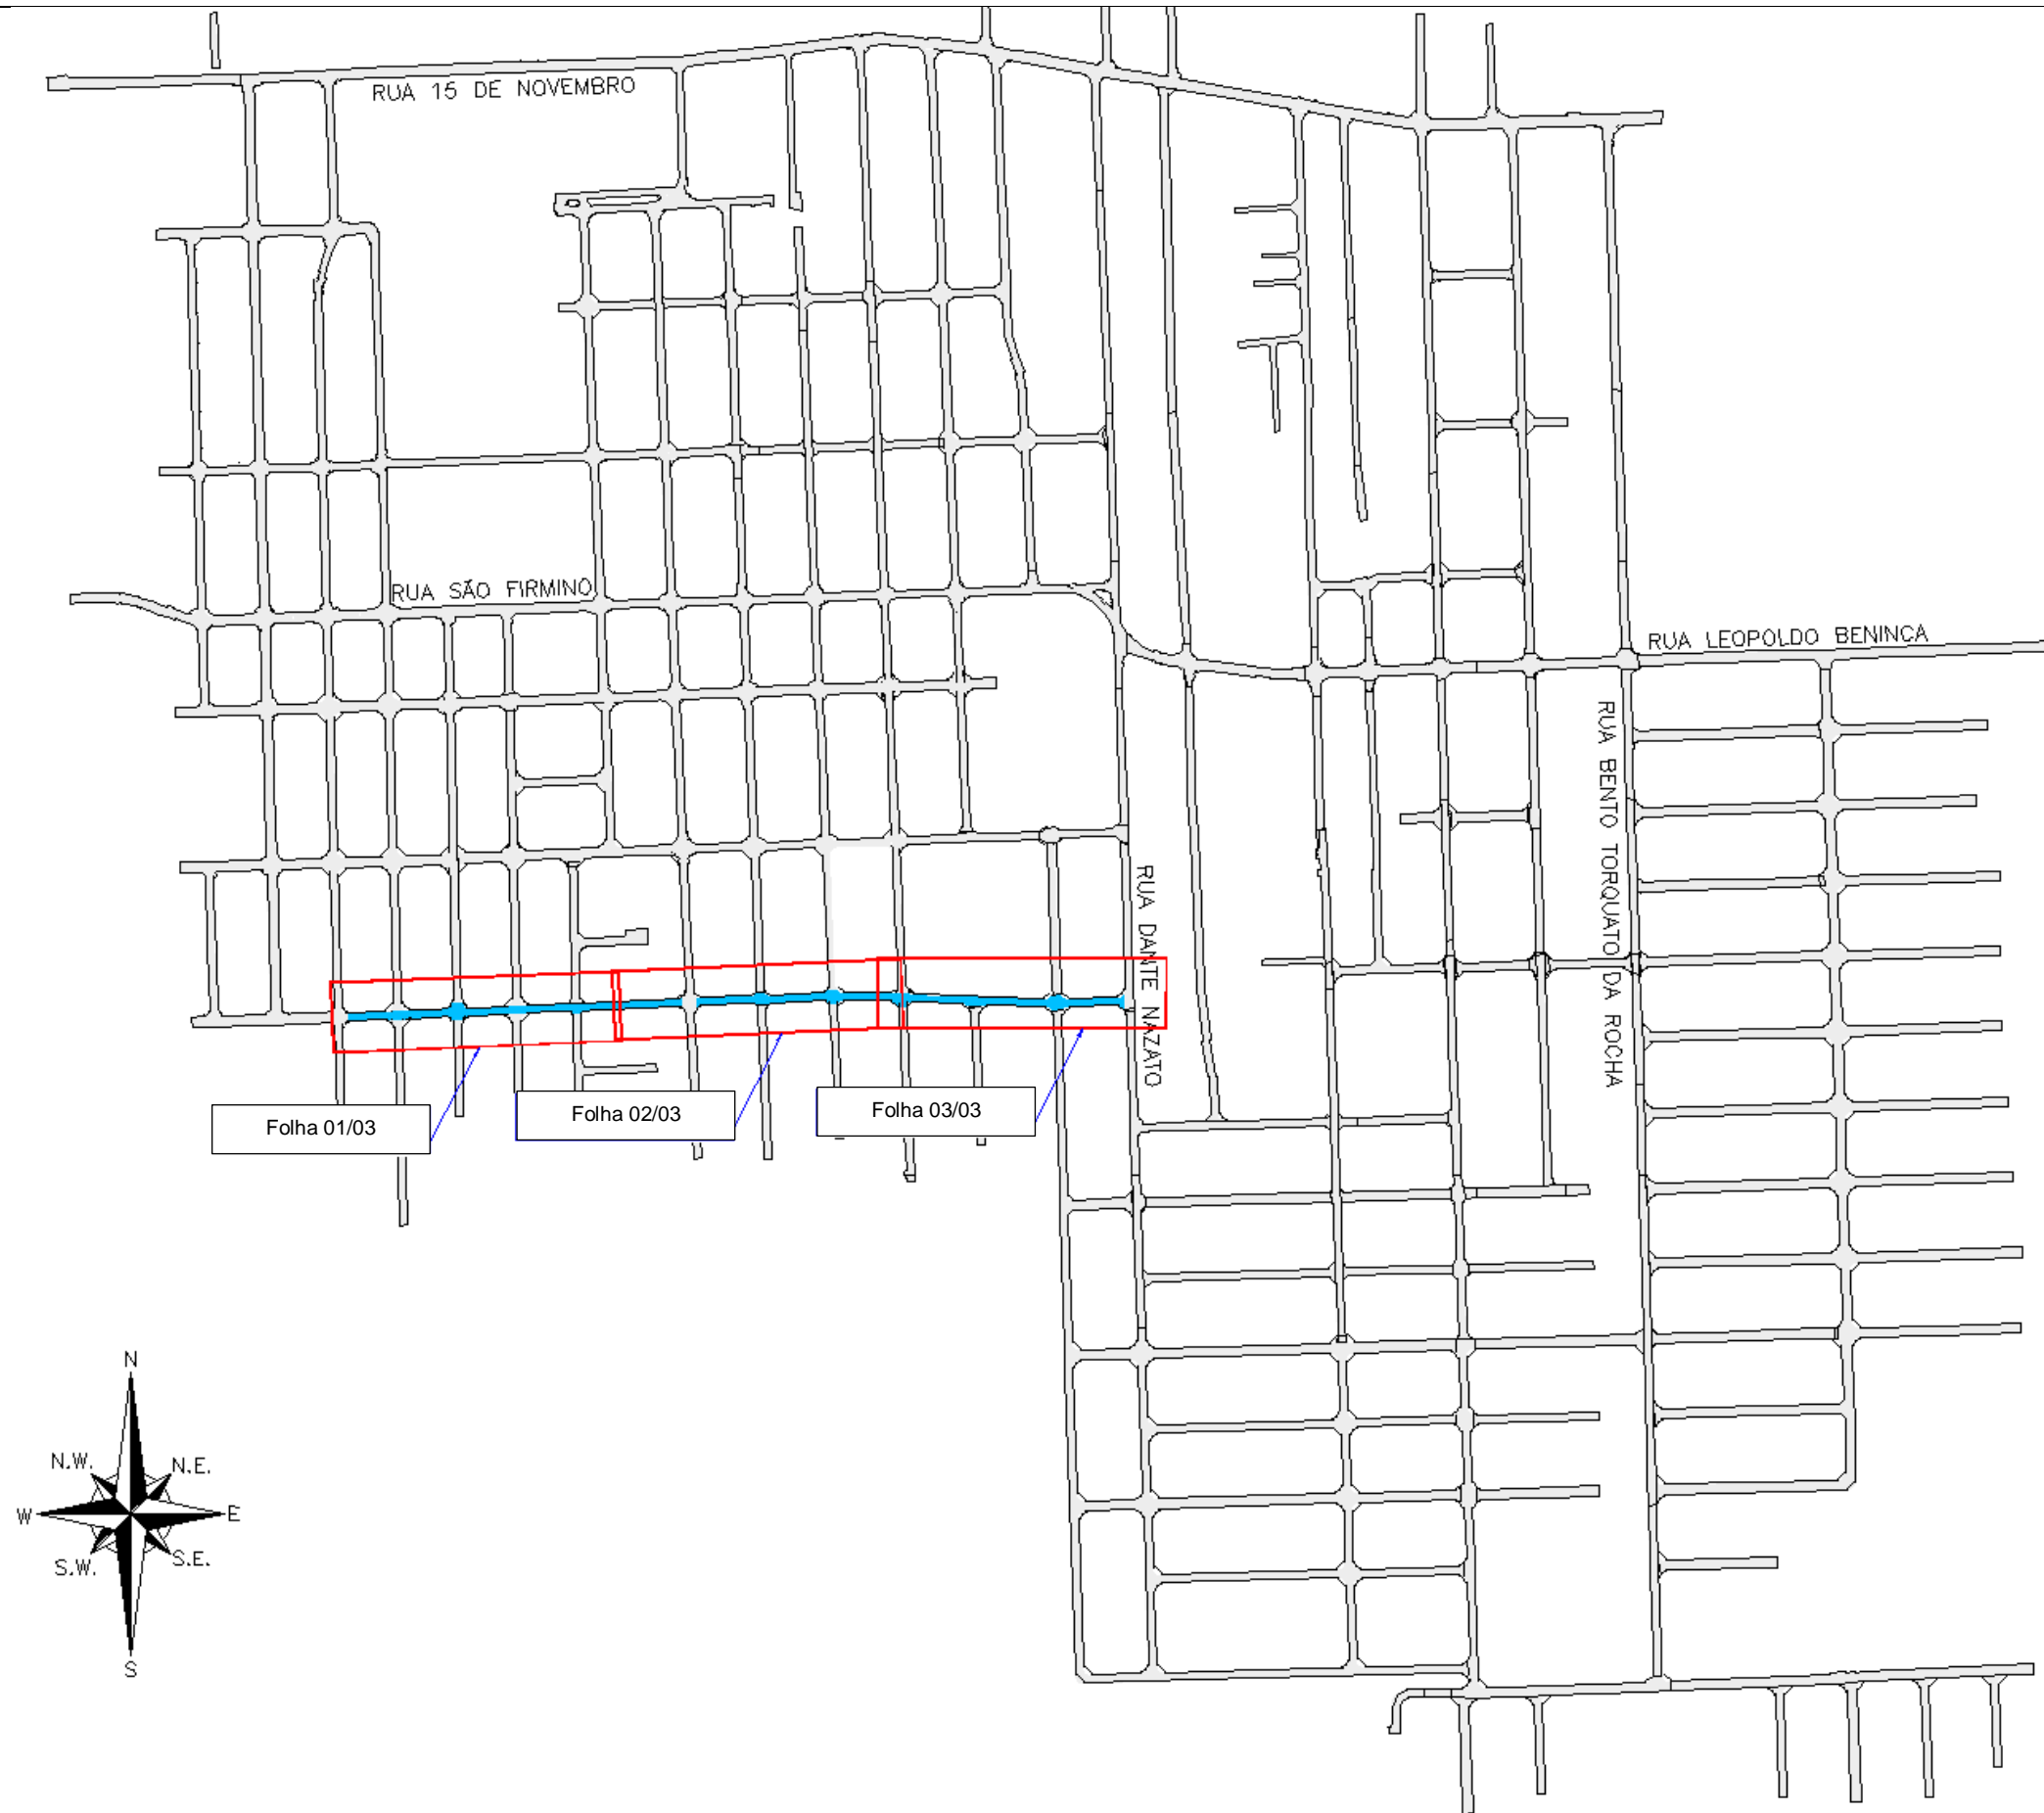 RUA 15 DE NOVEMBRO
RUA SÃO FIRMINO
RUA LEOPOLDO BENINCA
RUA BENTO TORQUATO DA ROCHA
RUA DANTE NAZATO
Folha 01/03
Folha 02/03
Folha 03/03
N
N.W.
N.E.
W
E
S.W.
S.E.
S